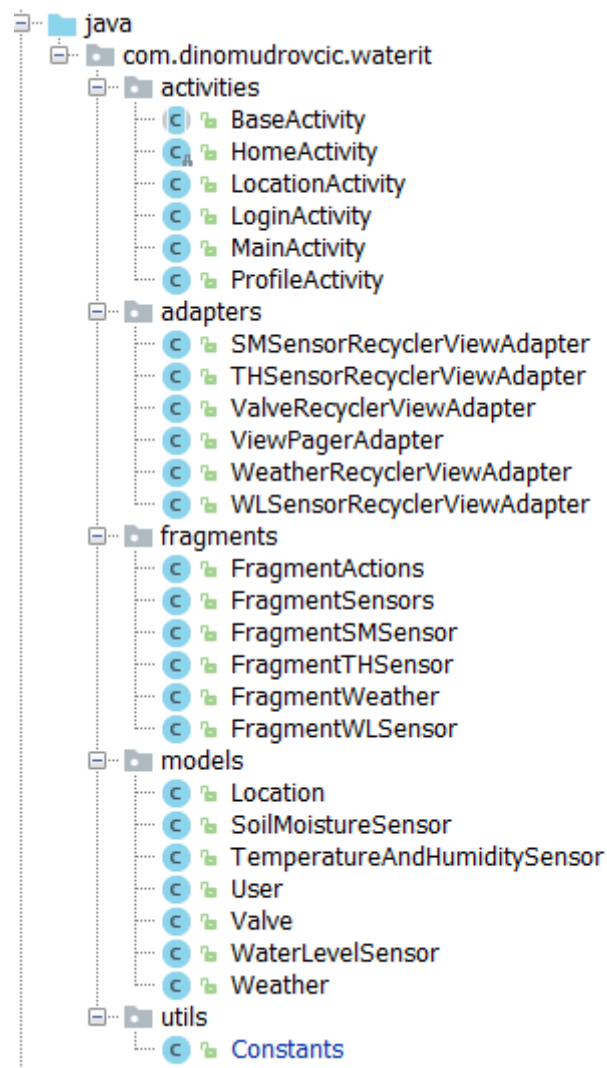 java
com.dinomudrovcic.waterit
activities
BaseActivity
HomeActivity
LocationActivity
LoginActivity
MainActivity
ProfileActivity
adapters
SMSensorRecyclerViewAdapter
THSensorRecyclerViewAdapter
ValveRecyclerViewAdapter
ViewPagerAdapter
WeatherRecyclerViewAdapter
WLSensorRecyclerViewAdapter
fragments
FragmentActions
FragmentSensors
FragmentSMSensor
FragmentTHSensor
FragmentWeather
FragmentWLSensor
models
Location
SoilMoistureSensor
TemperatureAndHumiditySensor
User
Valve
WaterLevelSensor
Weather
utils
Constants